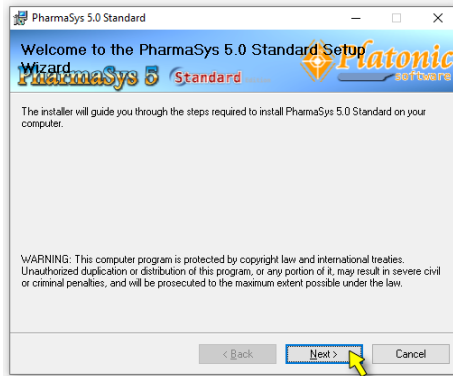 PharmaSys 5.0 Standard
Welcome to the PharmaSys 5.0 Standard Setup
Wizard
PharmaSys 5 Standard
Platonic
software
The installer will guide you through the steps required to install PharmaSys 5.0 Standard on your
computer.
WARNING: This computer program is protected by copyright law and international treaties.
Unauthorized duplication or distribution of this program, or any portion of it, may result in severe civil
or criminal penalties, and will be prosecuted to the maximum extent possible under the law.
< Back
Next >
Cancel